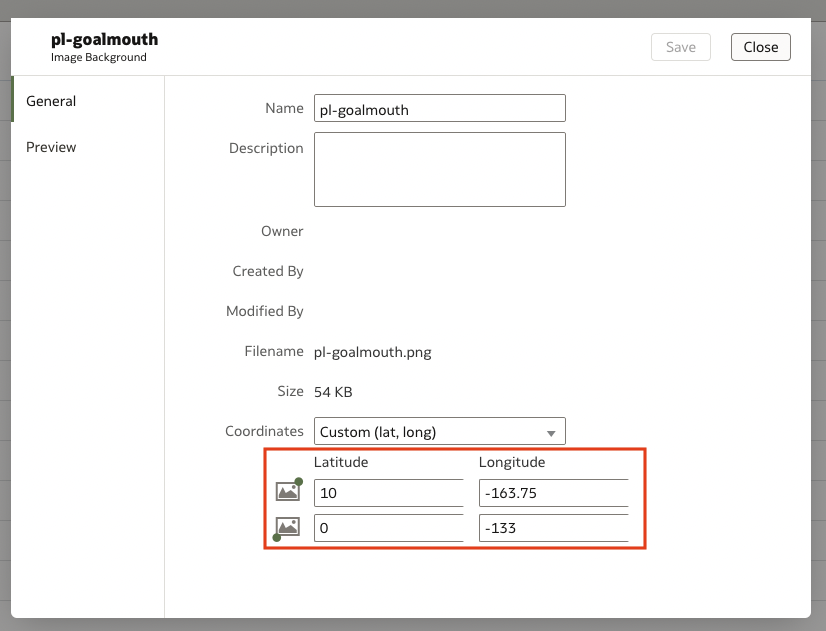 pl-goalmouth
Image Background
Save
Close
General
Preview
Name pl-goalmouth
Description
Owner
Created By
Modified By
Filename pl-goalmouth.png
Size 54 KB
Coordinates Custom (lat, long)
Latitude Longitude
10 -163.75
0 -133